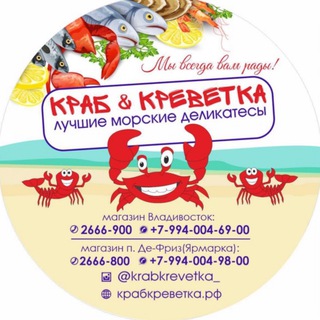 Мы всегда вам рады!
КРАБ & КРЕВЕТКА
лучшие морские деликатесы
магазин Владивосток:
2666-900 +7-994-004-69-00
магазин п. Де-Фриз(Ярмарка):
2666-800 +7-994-004-98-00
@krabkrevetka_
крабкреветка.рф